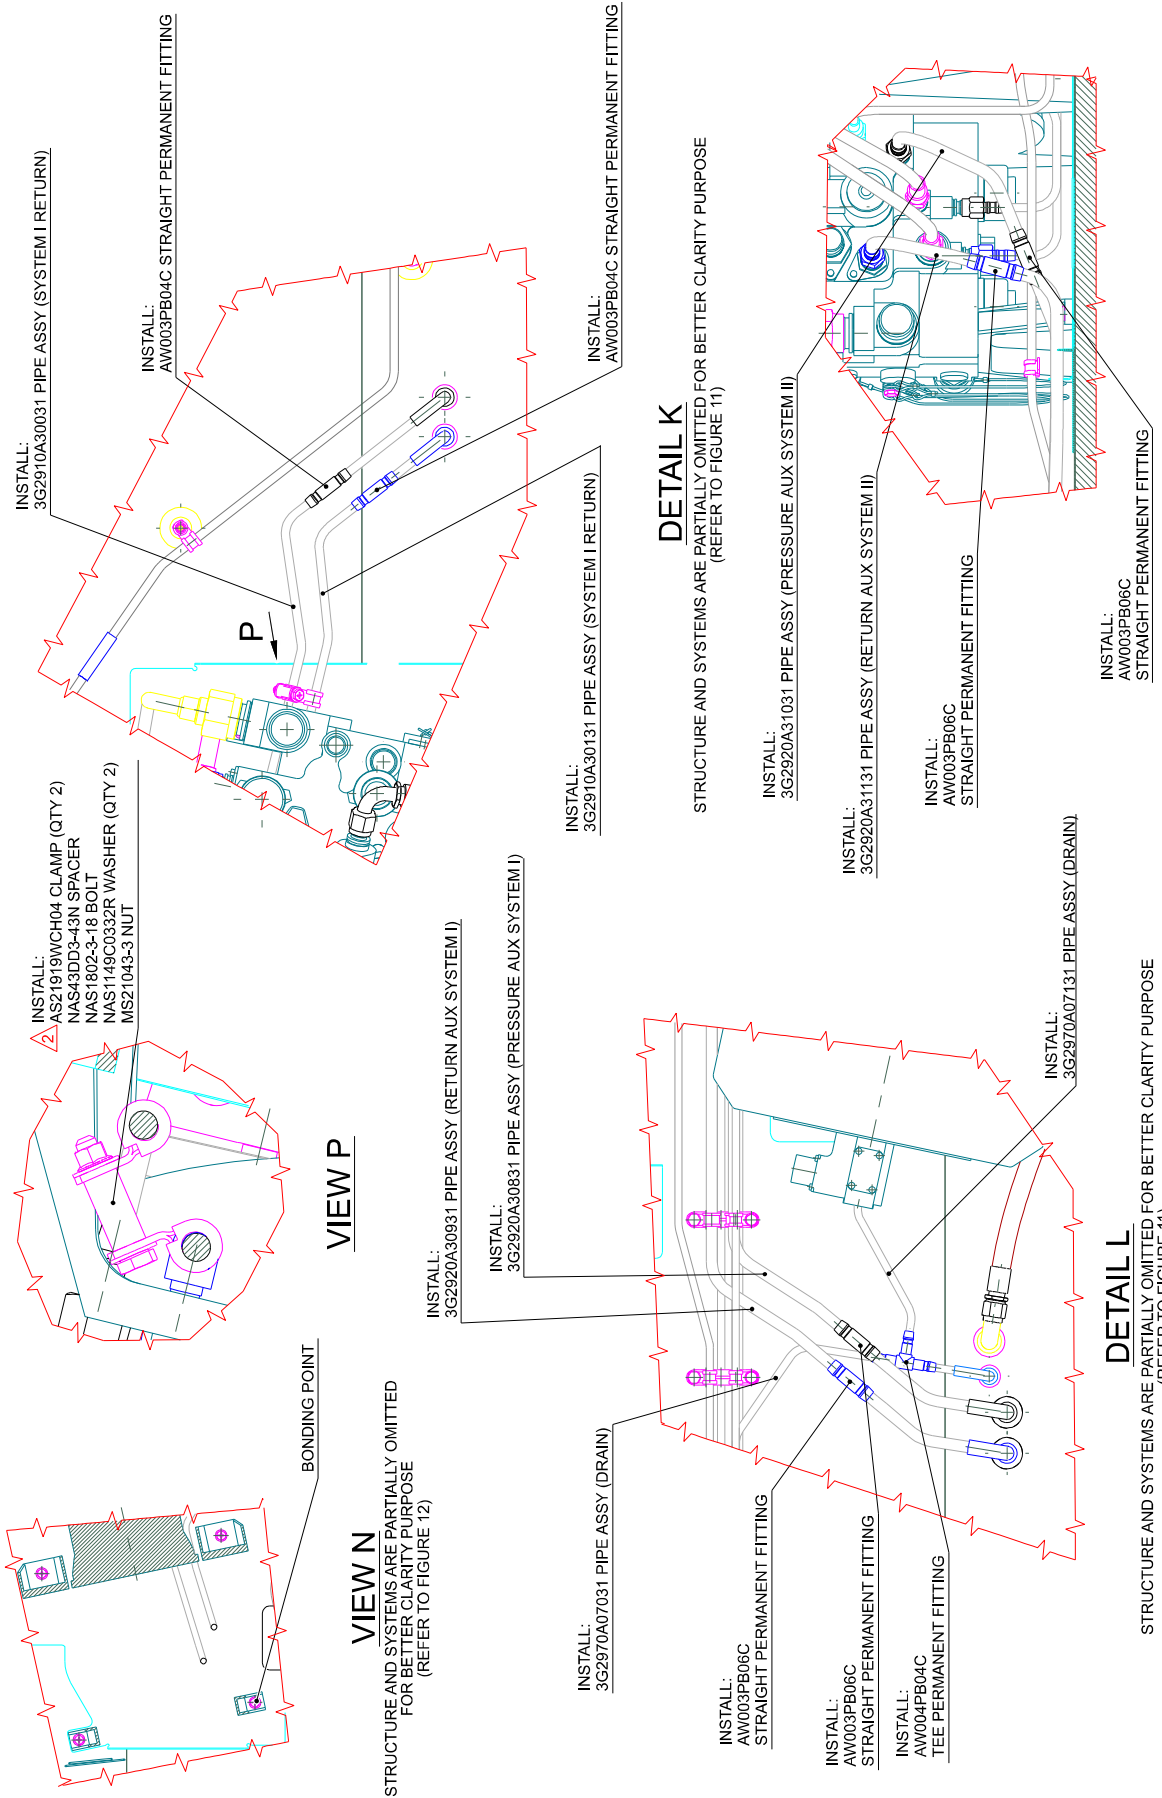 INSTALL:
3G2910A30031 PIPE ASSY (SYSTEM I RETURN)
INSTALL:
AW003PB04C STRAIGHT PERMANENT FITTING
P
INSTALL:
3G2910A30131 PIPE ASSY (SYSTEM I RETURN)
INSTALL:
AW003PB04C STRAIGHT PERMANENT FITTING
DETAIL K
STRUCTURE AND SYSTEMS ARE PARTIALLY OMITTED FOR BETTER CLARITY PURPOSE
(REFER TO FIGURE 11)
2
INSTALL:
AS21919WCH04 CLAMP (QTY 2)
NAS43DD3-43N SPACER
NAS1802-3-18 BOLT
NAS1149C0332R WASHER (QTY 2)
MS21043-3 NUT
VIEW P
BONDING POINT
VIEW N
STRUCTURE AND SYSTEMS ARE PARTIALLY OMITTED
FOR BETTER CLARITY PURPOSE
(REFER TO FIGURE 12)
INSTALL:
3G2920A30931 PIPE ASSY (RETURN AUX SYSTEM I)
INSTALL:
3G2920A30831 PIPE ASSY (PRESSURE AUX SYSTEM I)
INSTALL:
3G2970A07031 PIPE ASSY (DRAIN)
INSTALL:
AW003PB06C
STRAIGHT PERMANENT FITTING
INSTALL:
AW003PB06C
STRAIGHT PERMANENT FITTING
INSTALL:
AW004PB04C
TEE PERMANENT FITTING
INSTALL:
3G2970A07131 PIPE ASSY (DRAIN)
DETAIL L
STRUCTURE AND SYSTEMS ARE PARTIALLY OMITTED FOR BETTER CLARITY PURPOSE
(REFER TO FIGURE 11)
INSTALL:
3G2920A31031 PIPE ASSY (PRESSURE AUX SYSTEM II)
INSTALL:
3G2920A31131 PIPE ASSY (RETURN AUX SYSTEM II)
INSTALL:
AW003PB06C
STRAIGHT PERMANENT FITTING
INSTALL:
AW003PB06C
STRAIGHT PERMANENT FITTING